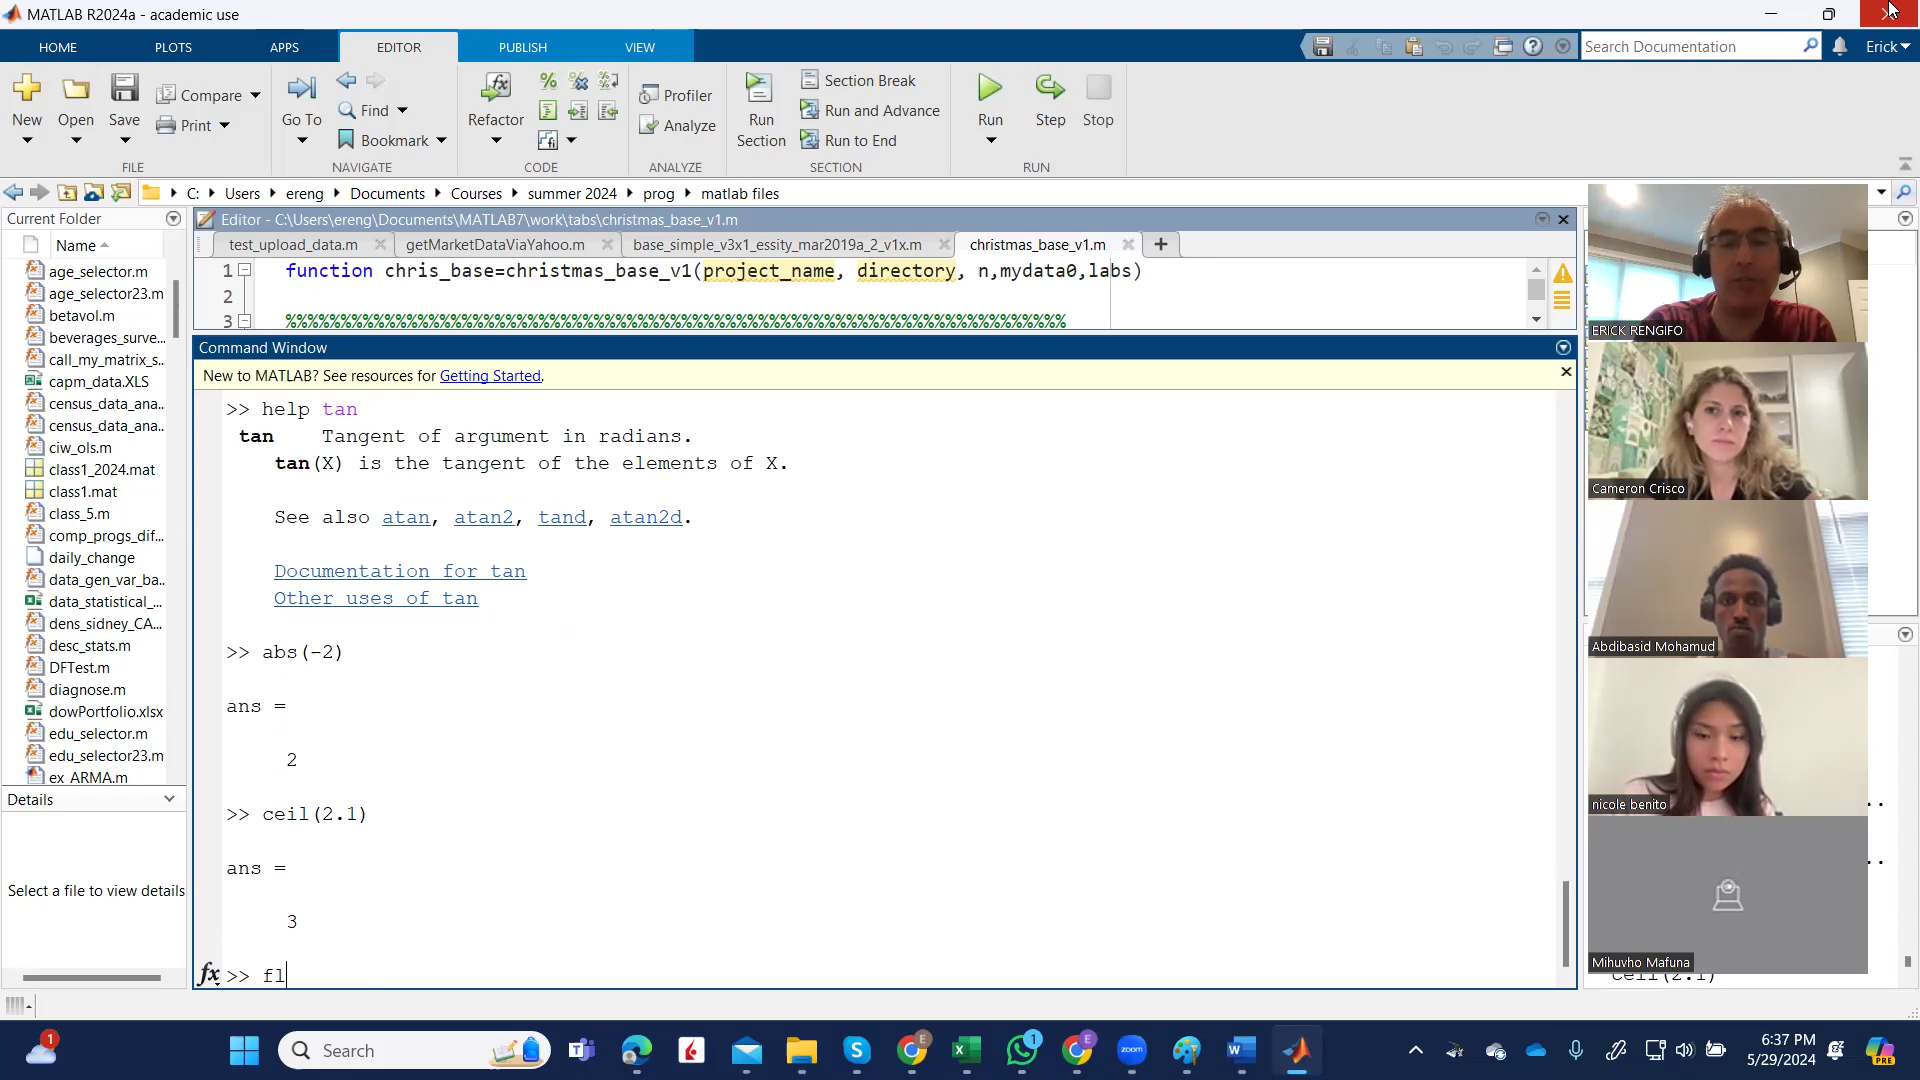 MATLAB R2024a - academic use
HOME
PLOTS
APPS
EDITOR
PUBLISH
VIEW
Search Documentation
Erick
New
Open
Save
Compare
Print
FILE
Go To
Find
Bookmark
NAVIGATE
Refactor
CODE
Profiler
Analyze
ANALYZE
Run Section
Section Break
Run and Advance
Run to End
SECTION
Run
Step
Stop
RUN
C: Users ereng Documents Courses summer 2024 prog matlab files
Current Folder
Name
age_selector.m
age_selector23.m
betavol.m
beverages_surve...
call_my_matrix_s...
capm_data.XLS
census_data_ana...
census_data_ana...
ciw_ols.m
class1_2024.mat
class1.mat
class_5.m
comp_progs_dif...
daily_change
data_gen_var_ba...
data_statistical_...
dens_sidney_CA...
desc_stats.m
DFTest.m
diagnose.m
dowPortfolio.xlsx
edu_selector.m
edu_selector23.m
ex_ARMA.m
Details
Select a file to view details
Editor - C:\Users\ereng\Documents\MATLAB7\work\tabs\christmas_base_v1.m
test_upload_data.m
getMarketDataViaYahoo.m
base_simple_v3x1_essity_mar2019a_2_v1x.m
christmas_base_v1.m
1 function chris_base=christmas_base_v1(project_name, directory, n,mydata0,labs)
2
3
Command Window
New to MATLAB? See resources for Getting Started.
>> help tan
tan Tangent of argument in radians.
tan(X) is the tangent of the elements of X.
See also atan, atan2, tand, atan2d.
Documentation for tan
Other uses of tan
>> abs(-2)
ans =
2
>> ceil(2.1)
ans =
3
fx >> fl
ERICK RENGIFO
Cameron Crisco
Abdibasid Mohamud
nicole benito
Mihuvho Mafuna
ceil(2.1)
1
Search
E
1
E
zoom
6:37 PM
5/29/2024
PRE